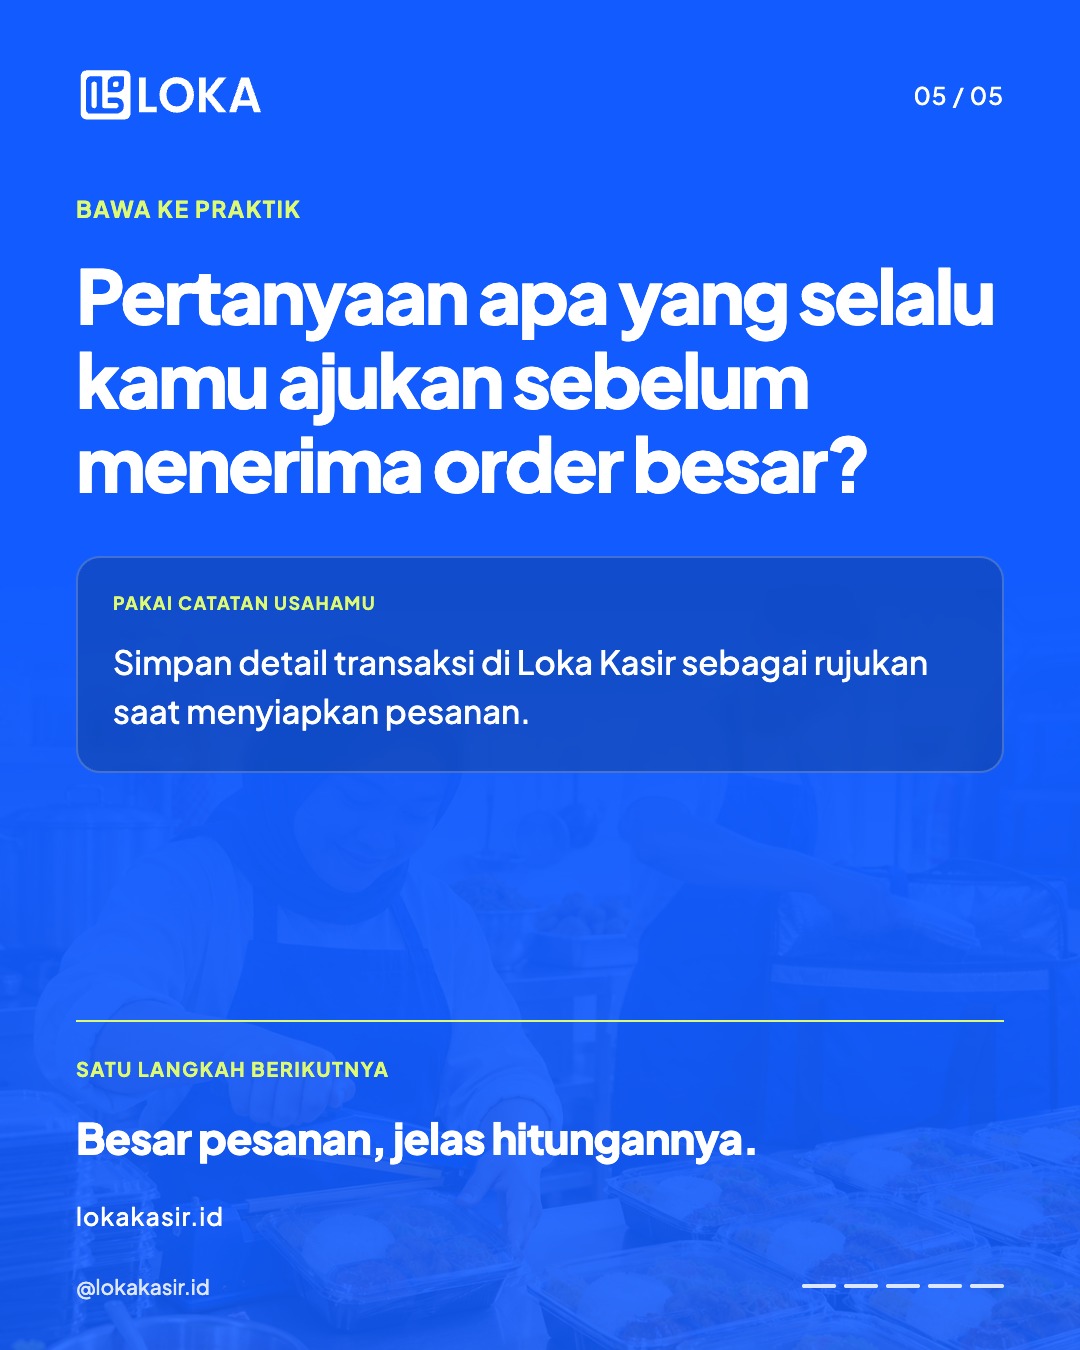 LOKA
05 / 05
BAWA KE PRAKTIK
Pertanyaan apa yang selalu
kamu ajukan sebelum
menerima order besar?
PAKAI CATATAN USAHAMU
Simpan detail transaksi di Loka Kasir sebagai rujukan
saat menyiapkan pesanan.
SATU LANGKAH BERIKUTNYA
Besar pesanan, jelas hitungannya.
lokakasir.id
@lokakasir.id